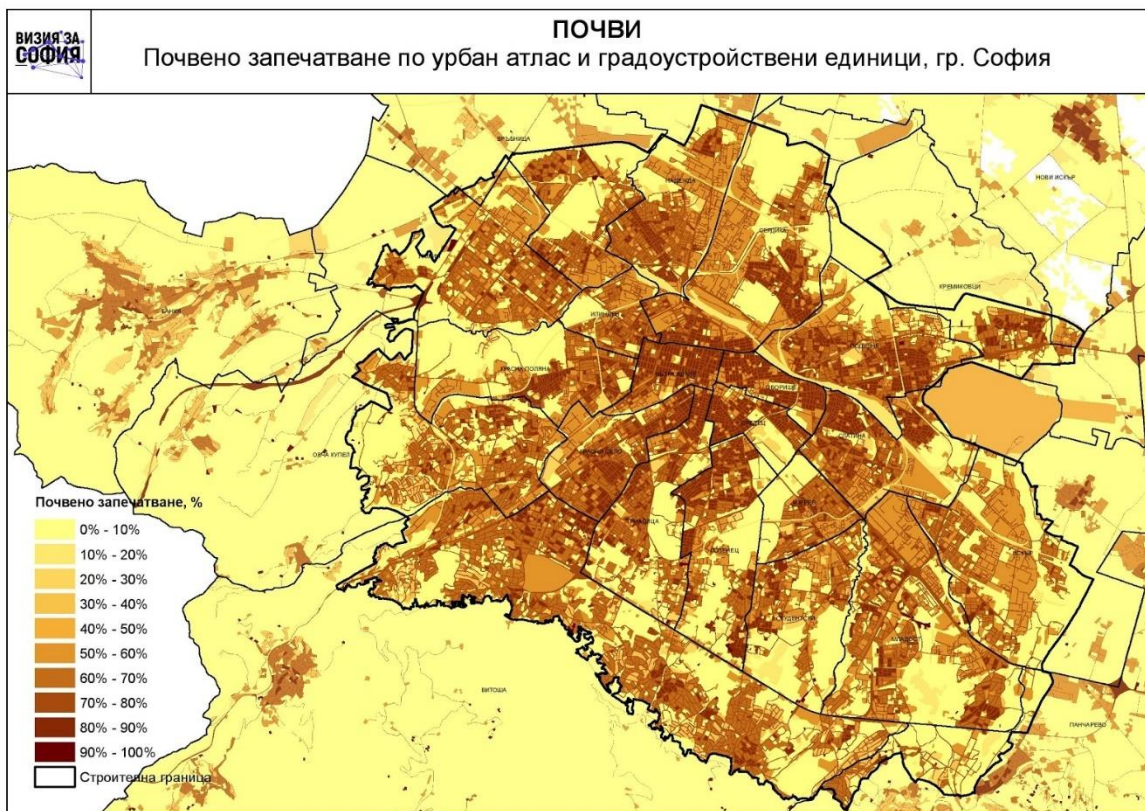 ВИЗИЯ ЗА
СОФИЯ
ПОЧВИ
Почвено запечатване по урбан атлас и градоустройствени единици, гр. София
ВРЪБНИЦА
НАДЕЖДА
НОВИ ИСКЪР
СЕРДИКА
КРЕМИКОВЦИ
БАНКЯ
ИЛИНДЕН
КРАСНА ПОЛЯНА
СЛАТИНА
ОВЧА КУПЕЛ
ЛОЗЕНЕЦ
ИСКЪР
СТУДЕНТСКИ
МЛАДОСТ
ВИТОША
ПАНЧАРЕВО
Почвено запечатване, %
0% - 10%
10% - 20%
20% - 30%
30% - 40%
40% - 50%
50% - 60%
60% - 70%
70% - 80%
80% - 90%
90% - 100%
Строителна граница